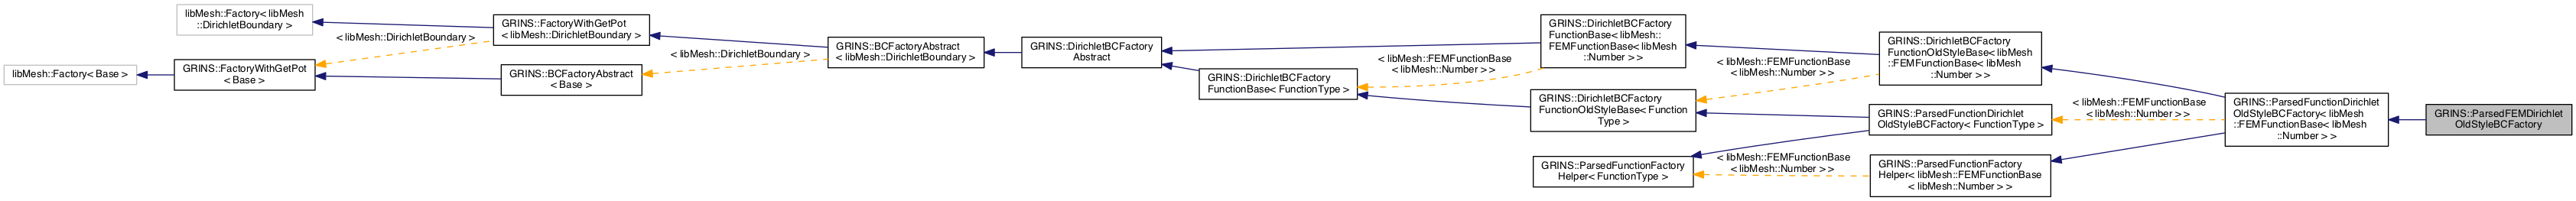 libMesh::Factory< libMesh
::DirichletBoundary >
libMesh::Factory< Base >
GRINS::FactoryWithGetPot
< Base >
< libMesh::DirichletBoundary >
GRINS::FactoryWithGetPot
< libMesh::DirichletBoundary >
GRINS::BCFactoryAbstract
< Base >
< libMesh::DirichletBoundary >
GRINS::BCFactoryAbstract
< libMesh::DirichletBoundary >
GRINS::DirichletBCFactory
Abstract
GRINS::DirichletBCFactory
FunctionBase< FunctionType >
< libMesh::FEMFunctionBase
< libMesh::Number > >
GRINS::DirichletBCFactory
FunctionBase< libMesh::
FEMFunctionBase< libMesh
::Number > >
GRINS::DirichletBCFactory
FunctionOldStyleBase< Function
Type >
GRINS::ParsedFunctionFactory
Helper< FunctionType >
< libMesh::FEMFunctionBase
< libMesh::Number > >
< libMesh::FEMFunctionBase
< libMesh::Number > >
GRINS::DirichletBCFactory
FunctionOldStyleBase< libMesh
::FEMFunctionBase< libMesh
::Number > >
GRINS::ParsedFunctionDirichlet
OldStyleBCFactory< FunctionType >
GRINS::ParsedFunctionFactory
Helper< libMesh::FEMFunctionBase
< libMesh::Number > >
< libMesh::FEMFunctionBase
< libMesh::Number > >
GRINS::ParsedFunctionDirichlet
OldStyleBCFactory< libMesh
::FEMFunctionBase< libMesh
::Number > >
GRINS::ParsedFEMDirichlet
OldStyleBCFactory